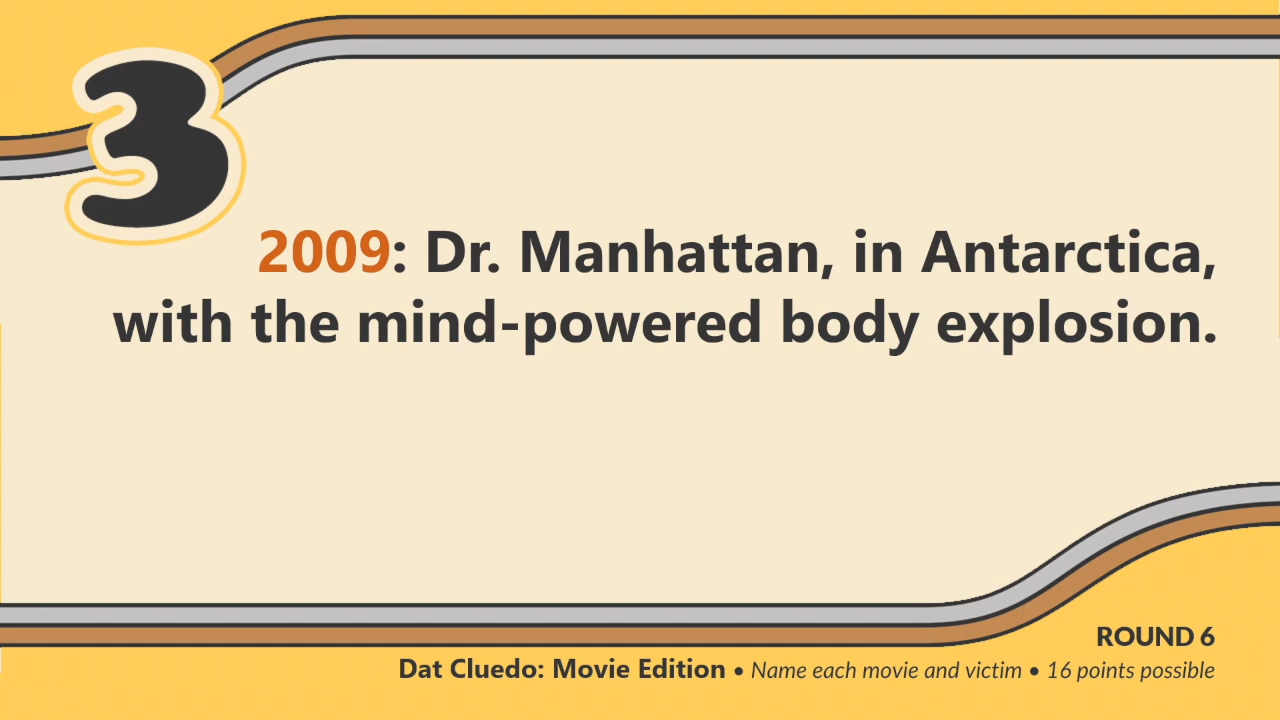 3
2009: Dr. Manhattan, in Antarctica,
with the mind-powered body explosion.
ROUND 6
Dat Cluedo: Movie Edition • Name each movie and victim • 16 points possible